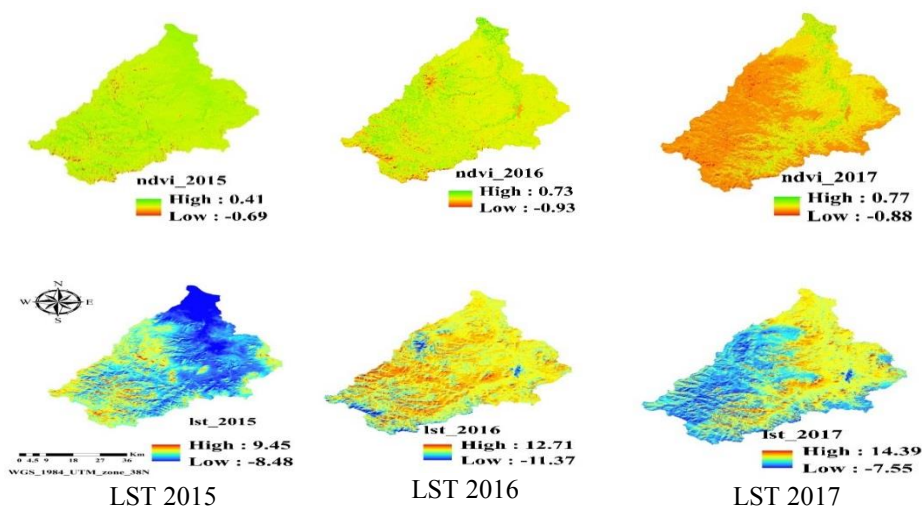 ndvi_2015
High : 0.41
Low : -0.69
ndvi_2016
High : 0.73
Low : -0.93
ndvi_2017
High : 0.77
Low : -0.88
N
W E
S
lst_2015
High : 9.45
Low : -8.48
0 4.5 9 18 27 36 Km
WGS_1984_UTM_zone_38N
LST 2015
lst_2016
High : 12.71
Low : -11.37
LST 2016
lst_2017
High : 14.39
Low : -7.55
LST 2017